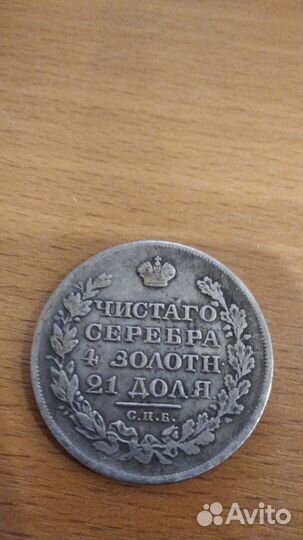 ЧИСТАГО
СЕРЕБРА
4 ЗОЛОТН
21 ДОЛЯ
С.П.Б.
Avito